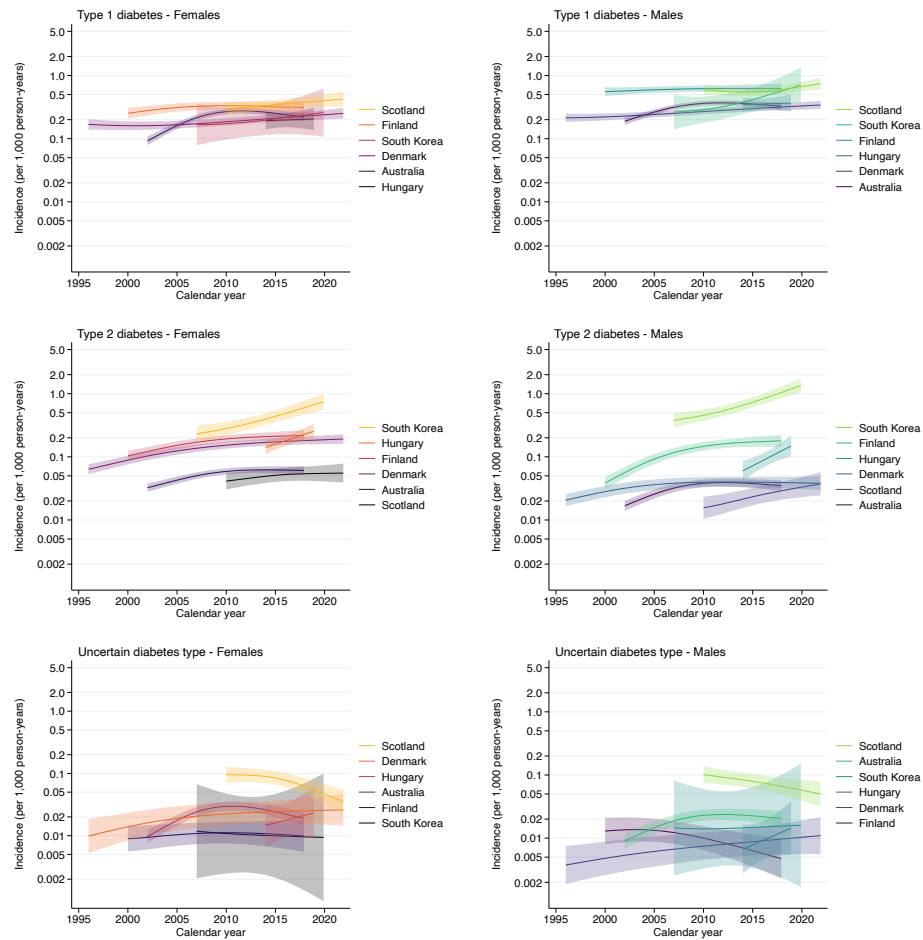 Type 1 diabetes - Females
Incidence (per 1,000 person-years)
5.0
2.0
1.0
0.5
0.2
0.1
0.05
0.02
0.01
0.005
0.002
1995 2000 2005 2010 2015 2020
Calendar year
Scotland
Finland
South Korea
Denmark
Australia
Hungary
Type 1 diabetes - Males
Incidence (per 1,000 person-years)
5.0
2.0
1.0
0.5
0.2
0.1
0.05
0.02
0.01
0.005
0.002
1995 2000 2005 2010 2015 2020
Calendar year
Scotland
South Korea
Finland
Hungary
Denmark
Australia
Type 2 diabetes - Females
Incidence (per 1,000 person-years)
5.0
2.0
1.0
0.5
0.2
0.1
0.05
0.02
0.01
0.005
0.002
1995 2000 2005 2010 2015 2020
Calendar year
South Korea
Hungary
Finland
Denmark
Australia
Scotland
Type 2 diabetes - Males
Incidence (per 1,000 person-years)
5.0
2.0
1.0
0.5
0.2
0.1
0.05
0.02
0.01
0.005
0.002
1995 2000 2005 2010 2015 2020
Calendar year
South Korea
Finland
Hungary
Denmark
Scotland
Australia
Uncertain diabetes type - Females
Incidence (per 1,000 person-years)
5.0
2.0
1.0
0.5
0.2
0.1
0.05
0.02
0.01
0.005
0.002
1995 2000 2005 2010 2015 2020
Calendar year
Scotland
Denmark
Hungary
Australia
Finland
South Korea
Uncertain diabetes type - Males
Incidence (per 1,000 person-years)
5.0
2.0
1.0
0.5
0.2
0.1
0.05
0.02
0.01
0.005
0.002
1995 2000 2005 2010 2015 2020
Calendar year
Scotland
Australia
South Korea
Hungary
Denmark
Finland